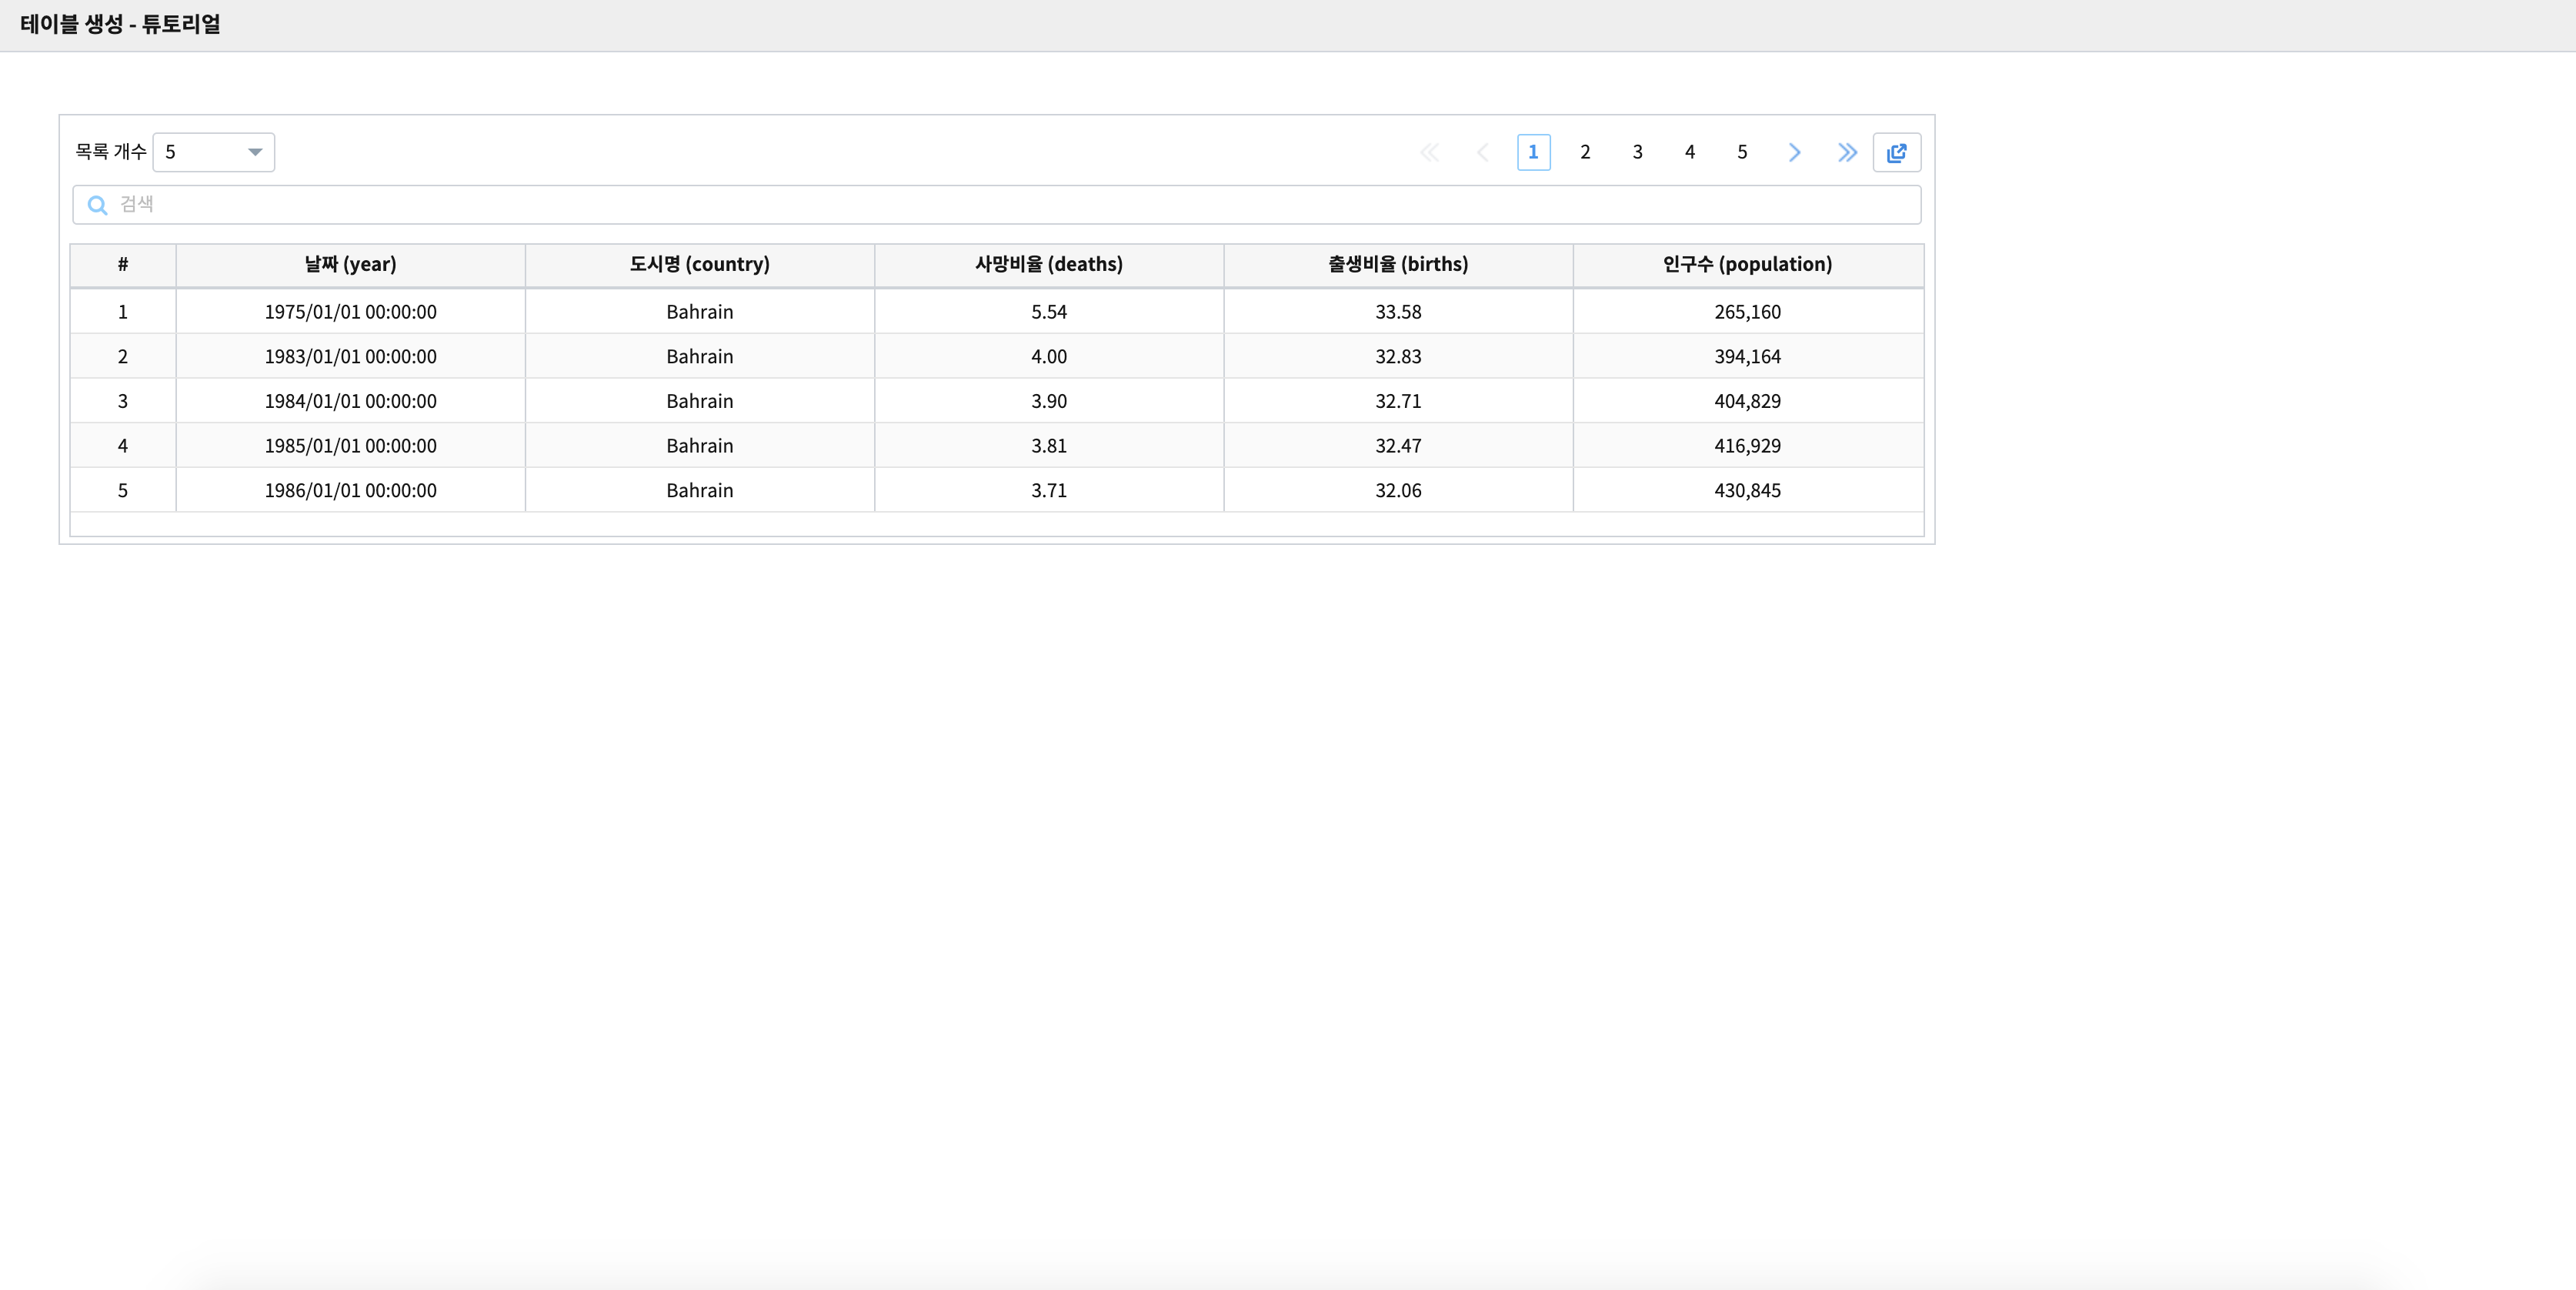 테이블 생성 - 튜토리얼
목록 개수 5 1 2 3 4 5
검색
# 날짜 (year) 도시명 (country) 사망비율 (deaths) 출생비율 (births) 인구수 (population)
1 1975/01/01 00:00:00 Bahrain 5.54 33.58 265,160
2 1983/01/01 00:00:00 Bahrain 4.00 32.83 394,164
3 1984/01/01 00:00:00 Bahrain 3.90 32.71 404,829
4 1985/01/01 00:00:00 Bahrain 3.81 32.47 416,929
5 1986/01/01 00:00:00 Bahrain 3.71 32.06 430,845